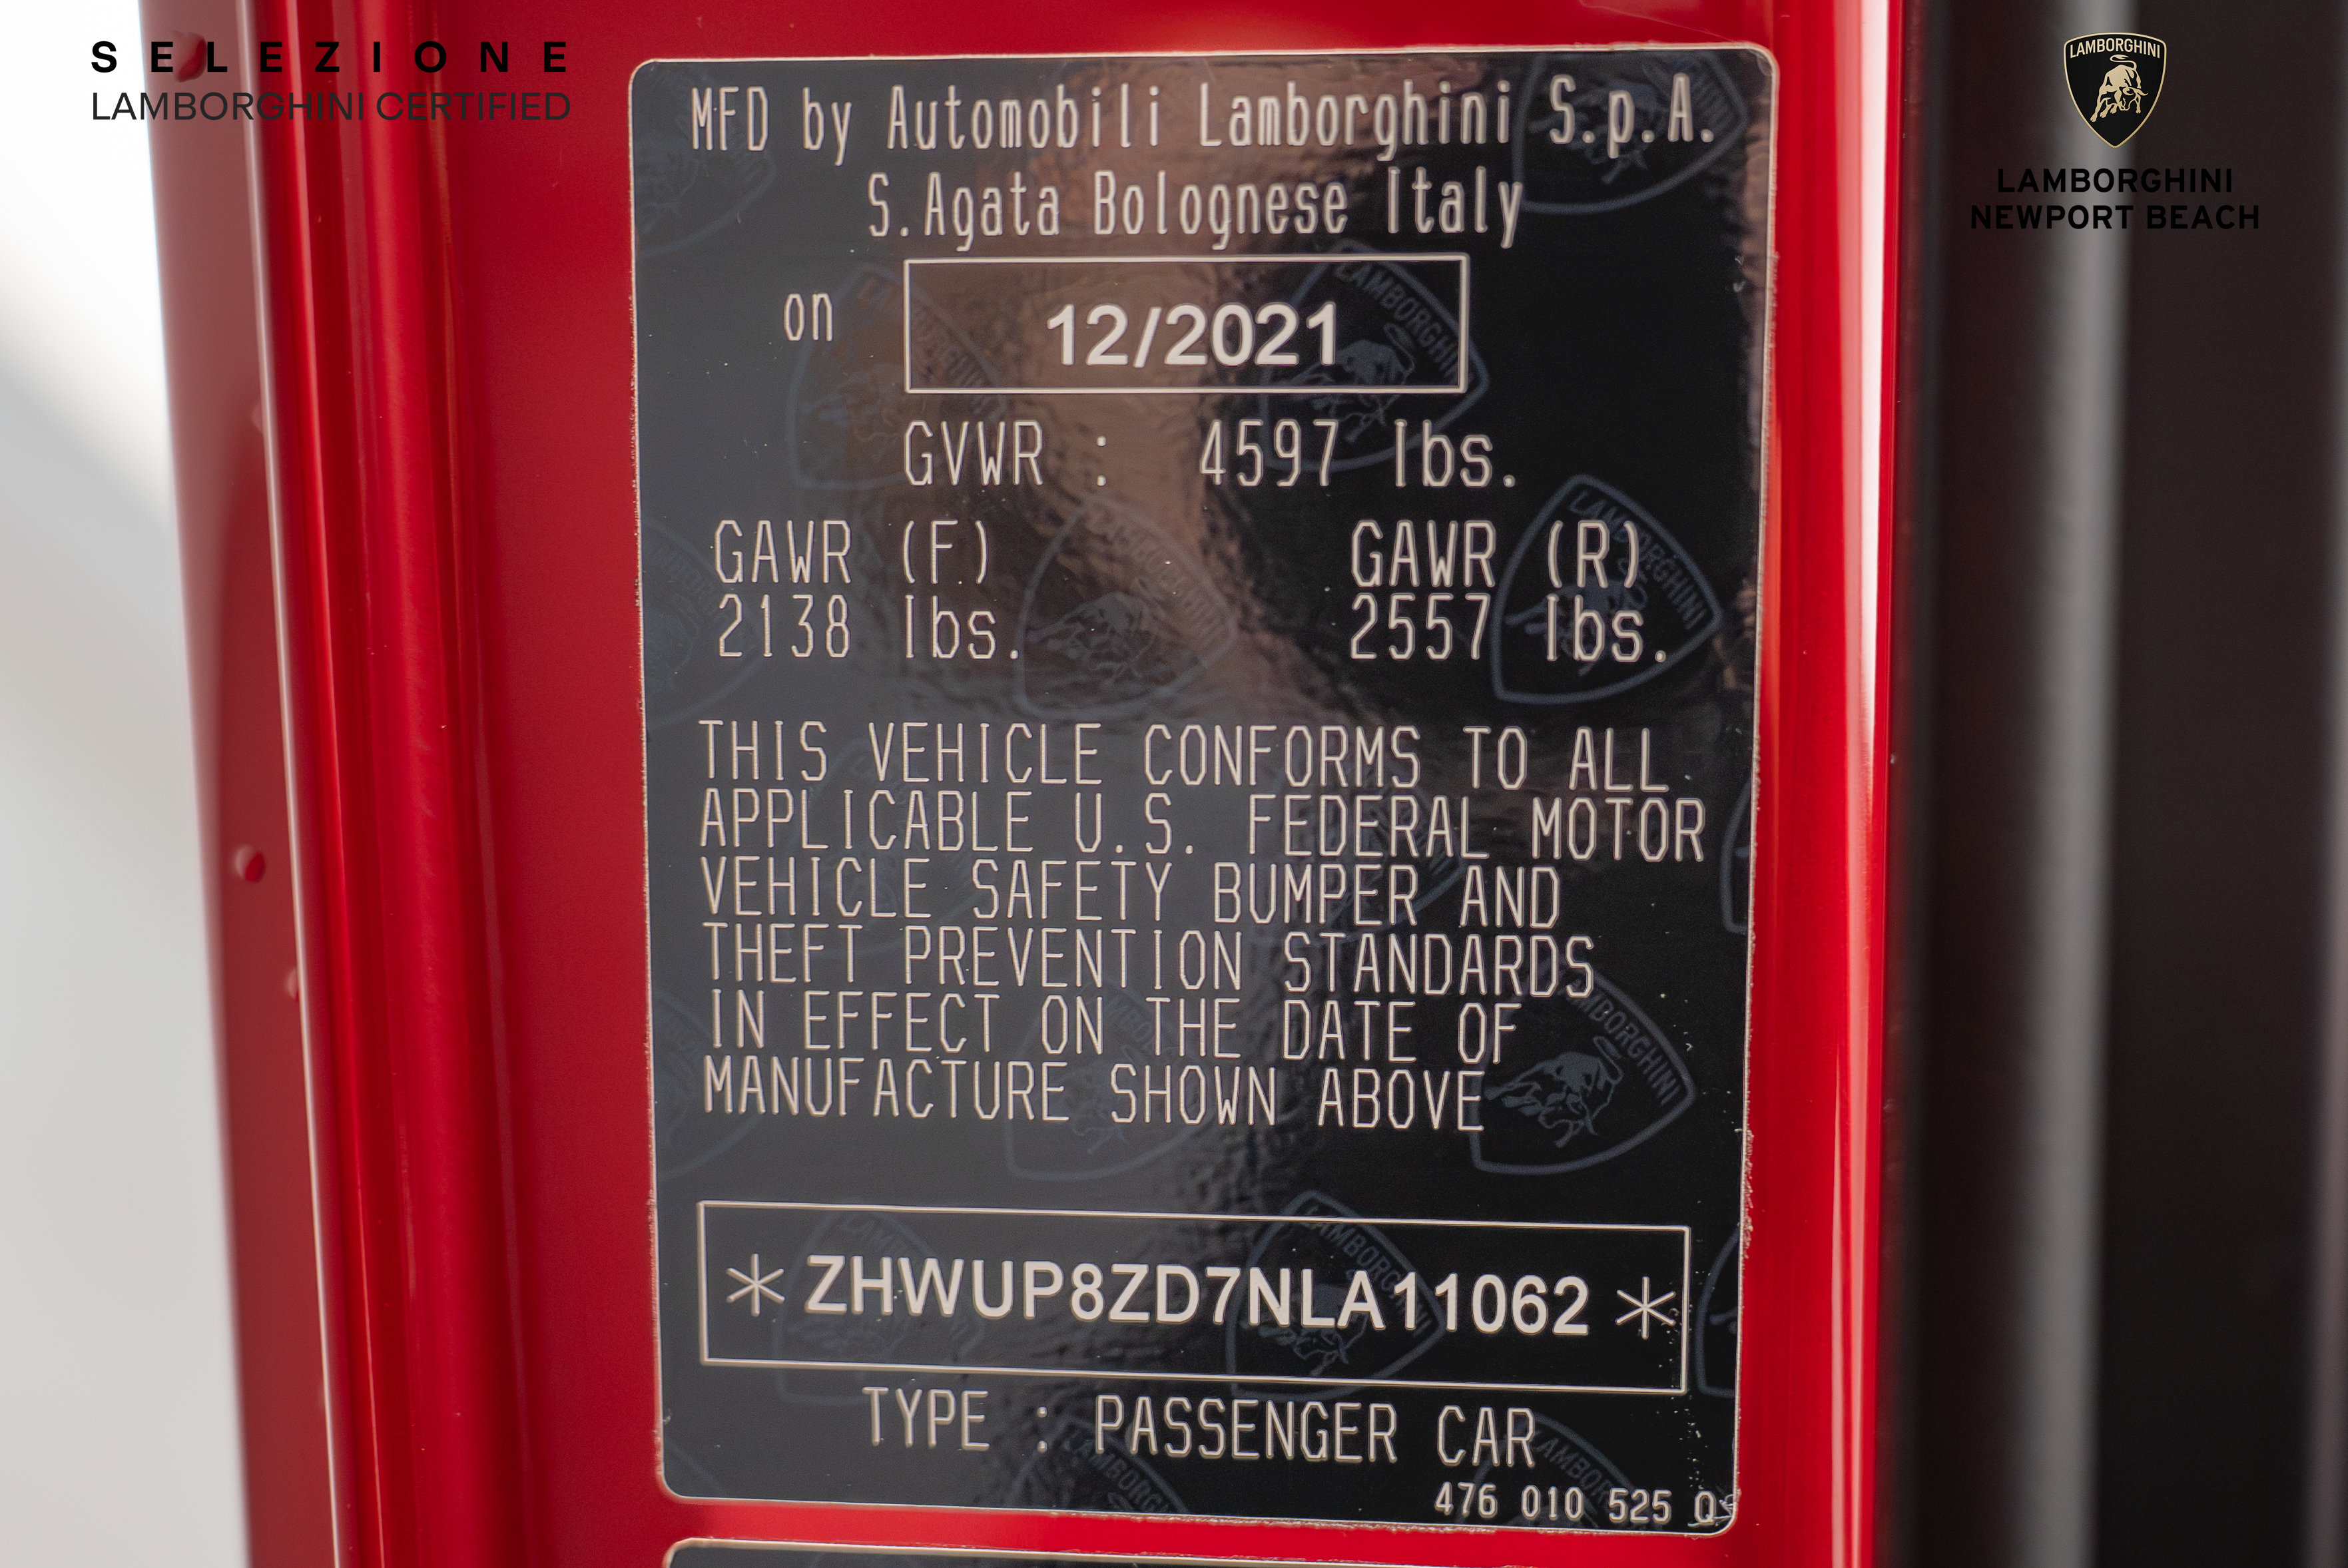 SELEZIONE
LAMBORGHINI CERTIFIED
LAMBORGHINI
LAMBORGHINI
NEWPORT BEACH
MFD by Automobili Lamborghini S.p.A.
S.Agata Bolognese Italy
on 12/2021
GVWR : 4597 lbs.
GAWR (F) GAWR (R)
2138 lbs. 2557 lbs.
THIS VEHICLE CONFORMS TO ALL
APPLICABLE U.S. FEDERAL MOTOR
VEHICLE SAFETY BUMPER AND
THEFT PREVENTION STANDARDS
IN EFFECT ON THE DATE OF
MANUFACTURE SHOWN ABOVE
* ZHWUP8ZD7NLA11062 *
TYPE : PASSENGER CAR
476 010 525 Q